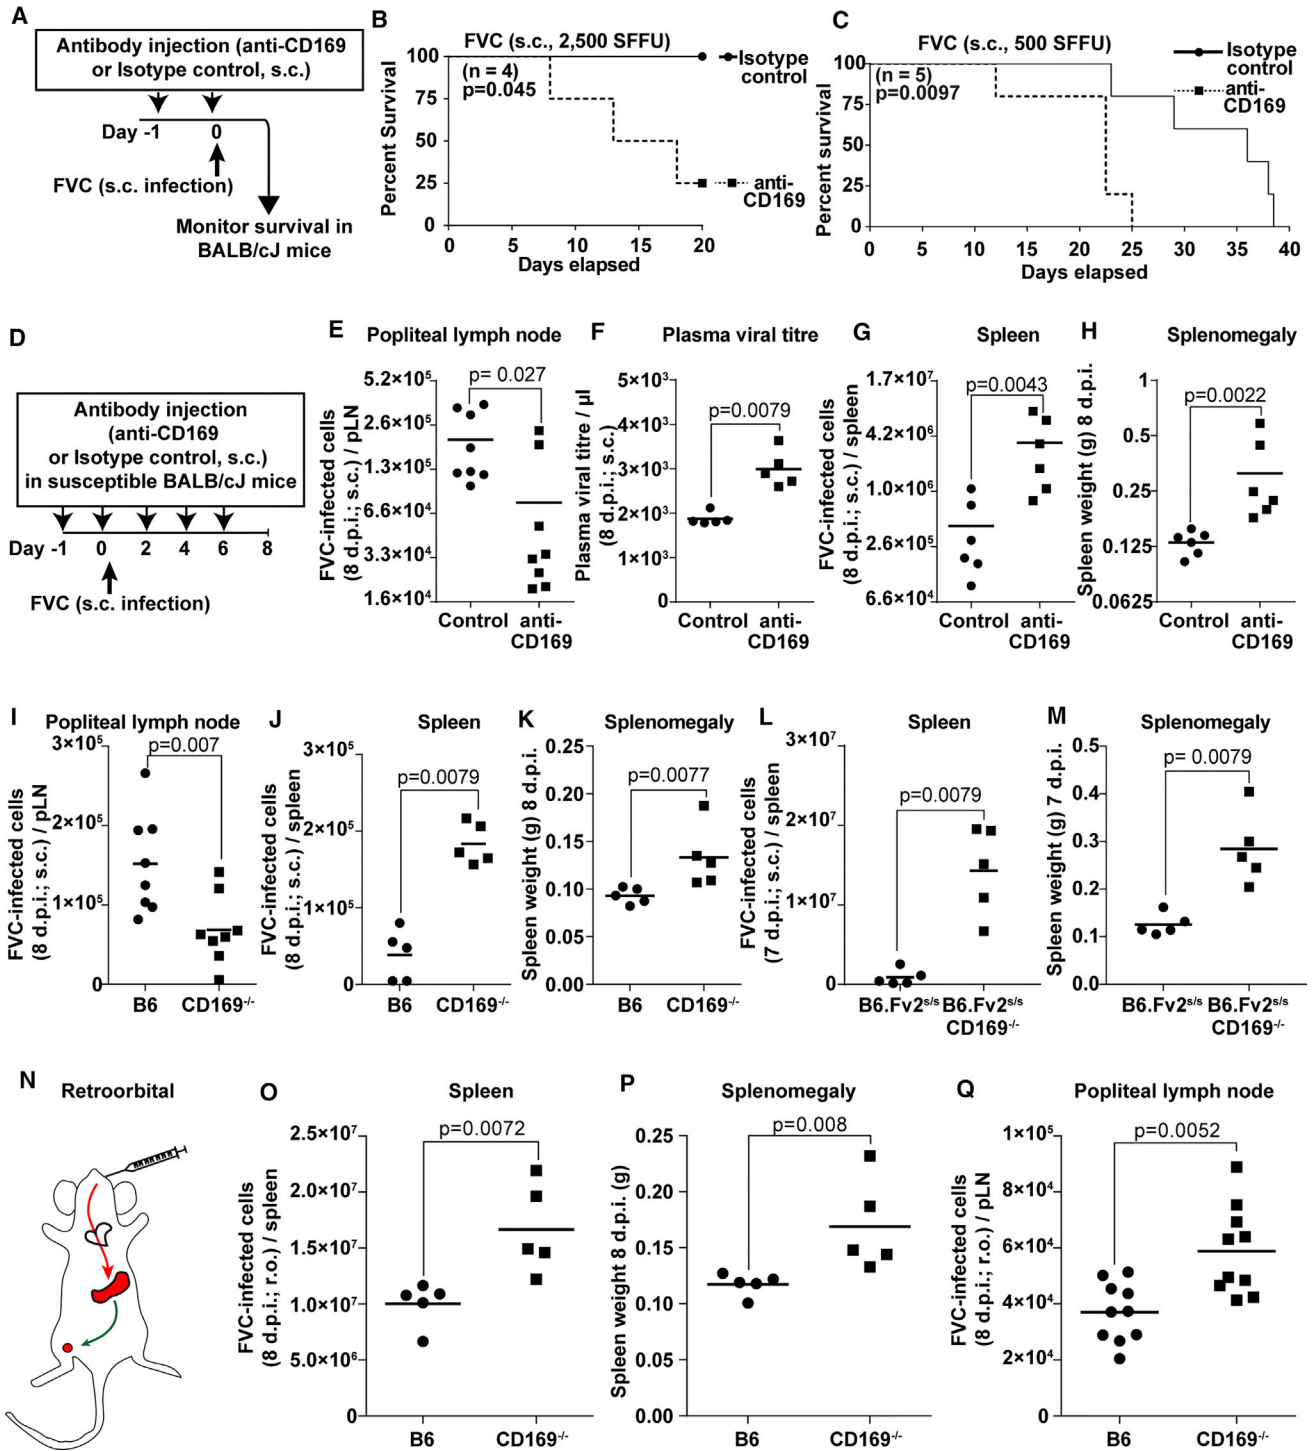 A
Antibody injection (anti-CD169
or Isotype control, s.c.)
Day -1
0
FVC (s.c. infection)
Monitor survival in
BALB/cJ mice
B
FVC (s.c., 2,500 SFFU)
Percent Survival
100
75
50
25
0
(n = 4)
p=0.045
Isotype
control
anti-
CD169
0 5 10 15 20
Days elapsed
C
FVC (s.c., 500 SFFU)
Percent survival
100
75
50
25
0
(n = 5)
p=0.0097
Isotype
control
anti-
CD169
0 5 10 15 20 25 30 35 40
Days elapsed
D
Antibody injection
(anti-CD169
or Isotype control, s.c.)
in susceptible BALB/cJ mice
Day -1 0 2 4 6 8
FVC (s.c. infection)
E
Popliteal lymph node
FVC-infected cells
(8 d.p.i.; s.c.) / pLN
5.2×10⁵
2.6×10⁵
1.3×10⁵
6.6×10⁴
3.3×10⁴
1.6×10⁴
p= 0.027
Control anti-
CD169
F
Plasma viral titre
Plasma viral titre / µl
(8 d.p.i.; s.c.)
5×10³
4×10³
3×10³
2×10³
1×10³
0
p=0.0079
Control anti-
CD169
G
Spleen
FVC-infected cells
(8 d.p.i.; s.c.) / spleen
1.7×10⁷
4.2×10⁶
1.0×10⁶
2.6×10⁵
6.6×10⁴
p=0.0043
Control anti-
CD169
H
Splenomegaly
Spleen weight (g) 8 d.p.i.
1
0.5
0.25
0.125
0.0625
p=0.0022
Control anti-
CD169
I
Popliteal lymph node
FVC-infected cells
(8 d.p.i.; s.c.) / pLN
3×10⁵
2×10⁵
1×10⁵
0
p=0.007
B6 CD169⁻/⁻
J
Spleen
FVC-infected cells
(8 d.p.i.; s.c.) / spleen
3×10⁵
2×10⁵
1×10⁵
0
p=0.0079
B6 CD169⁻/⁻
K
Splenomegaly
Spleen weight (g) 8 d.p.i.
0.25
0.20
0.15
0.10
0.05
0.00
p=0.0077
B6 CD169⁻/⁻
L
Spleen
FVC-infected cells
(7 d.p.i.; s.c.) / spleen
3×10⁷
2×10⁷
1×10⁷
0
p=0.0079
B6.Fv2ˢ/ˢ B6.Fv2ˢ/ˢ
CD169⁻/⁻
M
Splenomegaly
Spleen weight (g) 7 d.p.i.
0.5
0.4
0.3
0.2
0.1
0.0
p= 0.0079
B6.Fv2ˢ/ˢ B6.Fv2ˢ/ˢ
CD169⁻/⁻
N
Retroorbital
O
Spleen
FVC-infected cells
(8 d.p.i.; r.o.) / spleen
2.5×10⁷
2.0×10⁷
1.5×10⁷
1.0×10⁷
5.0×10⁶
0
p=0.0072
B6 CD169⁻/⁻
P
Splenomegaly
Spleen weight 8 d.p.i. (g)
0.25
0.20
0.15
0.10
0.05
0.00
p=0.008
B6 CD169⁻/⁻
Q
Popliteal lymph node
FVC-infected cells
(8 d.p.i.; r.o.) / pLN
1×10⁵
8×10⁴
6×10⁴
4×10⁴
2×10⁴
0
p=0.0052
B6 CD169⁻/⁻